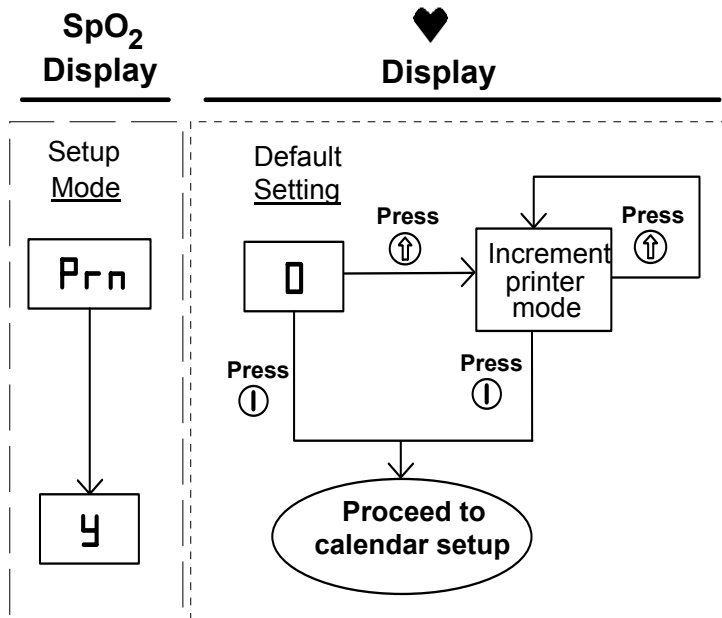 SpO2
Display
Display
Setup
Mode
Default
Setting
Press
Press
Prn
0
Increment
printer
mode
Press
Press
y
Proceed to
calendar setup